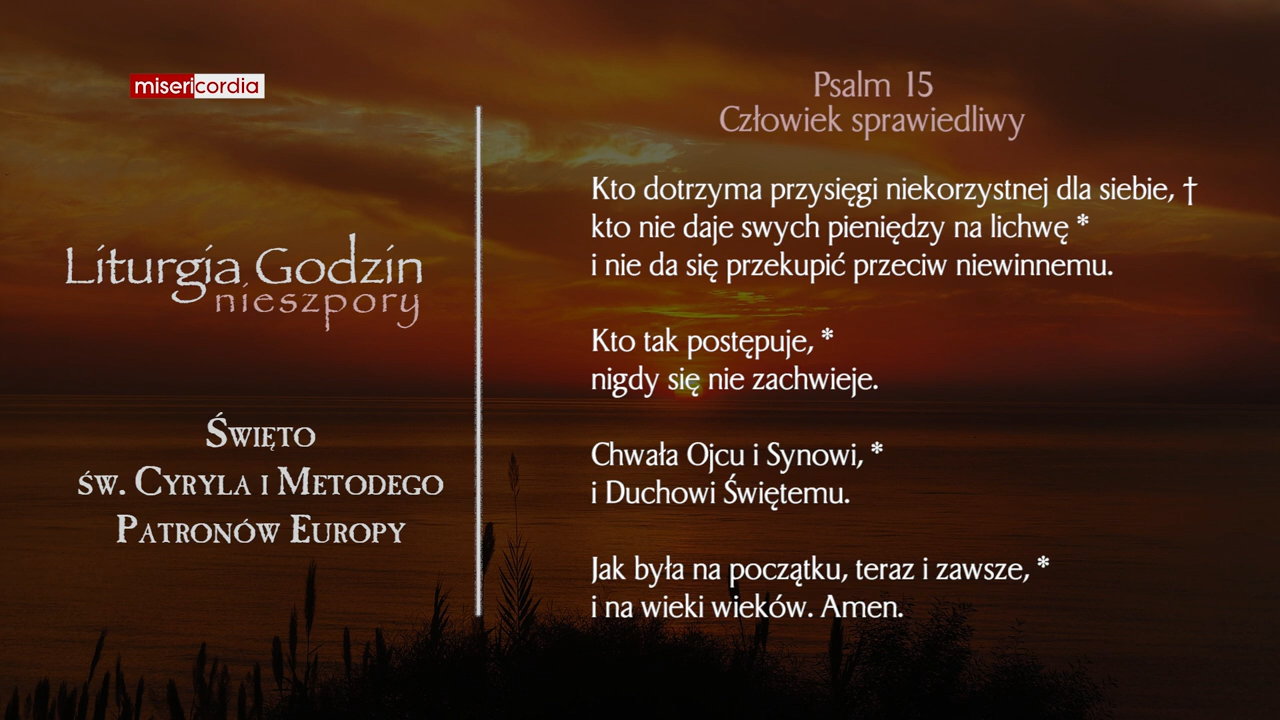 misericordia
Liturgia Godzin
nieszpory
Święto
św. Cyryla i Metodego
Patronów Europy
Psalm 15
Człowiek sprawiedliwy
Kto dotrzyma przysięgi niekorzystnej dla siebie, †
kto nie daje swych pieniędzy na lichwę *
i nie da się przekupić przeciw niewinnemu.
Kto tak postępuje, *
nigdy się nie zachwieje.
Chwała Ojcu i Synowi, *
i Duchowi Świętemu.
Jak była na początku, teraz i zawsze, *
i na wieki wieków. Amen.